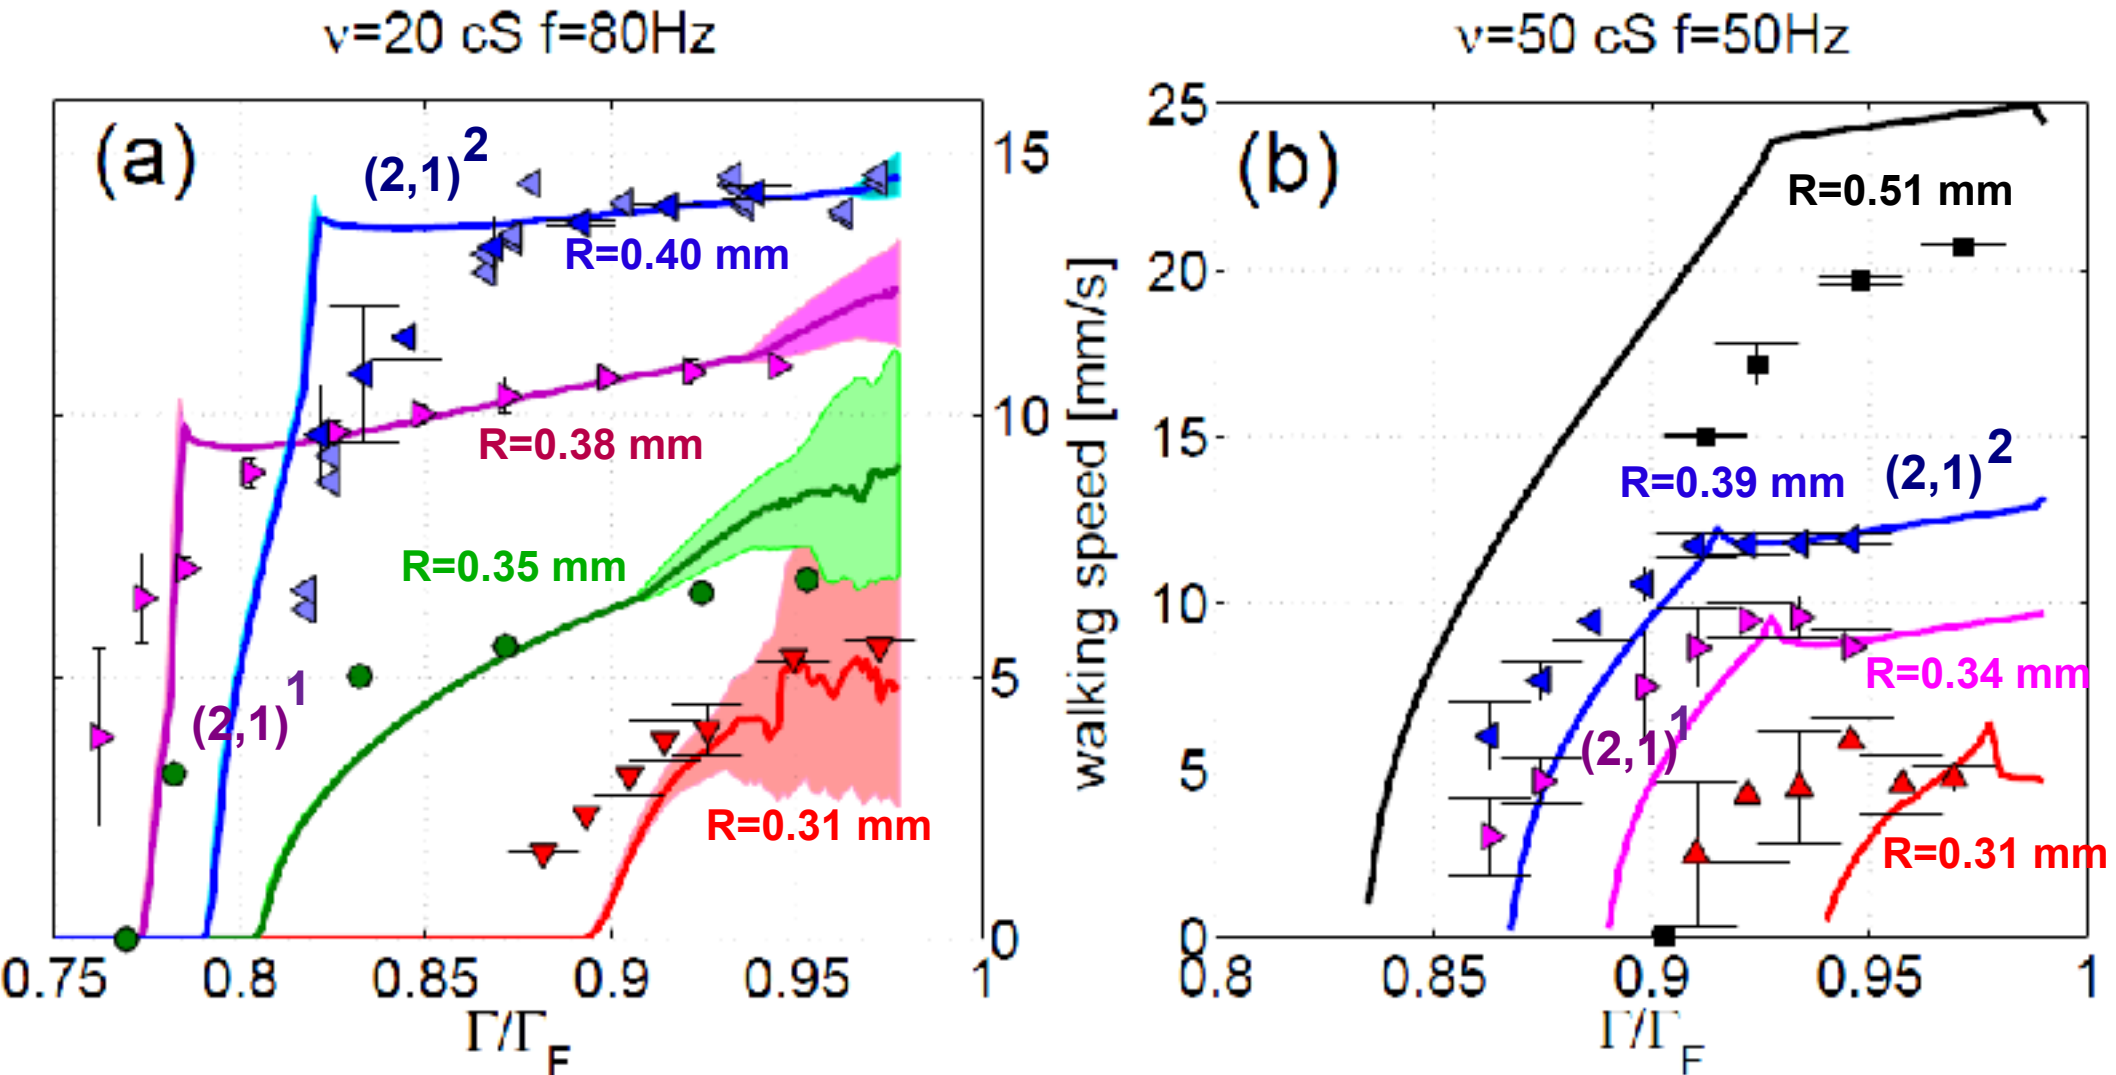 ν=20 cS f=80Hz
(a)
(2,1)²
R=0.40 mm
R=0.38 mm
R=0.35 mm
(2,1)¹
R=0.31 mm
15
10
5
0
0.75 0.8 0.85 0.9 0.95 1
Γ/Γ_F
walking speed [mm/s]
ν=50 cS f=50Hz
(b)
R=0.51 mm
R=0.39 mm (2,1)²
R=0.34 mm
(2,1)¹
R=0.31 mm
25
20
15
10
5
0
0.8 0.85 0.9 0.95 1
Γ/Γ_F